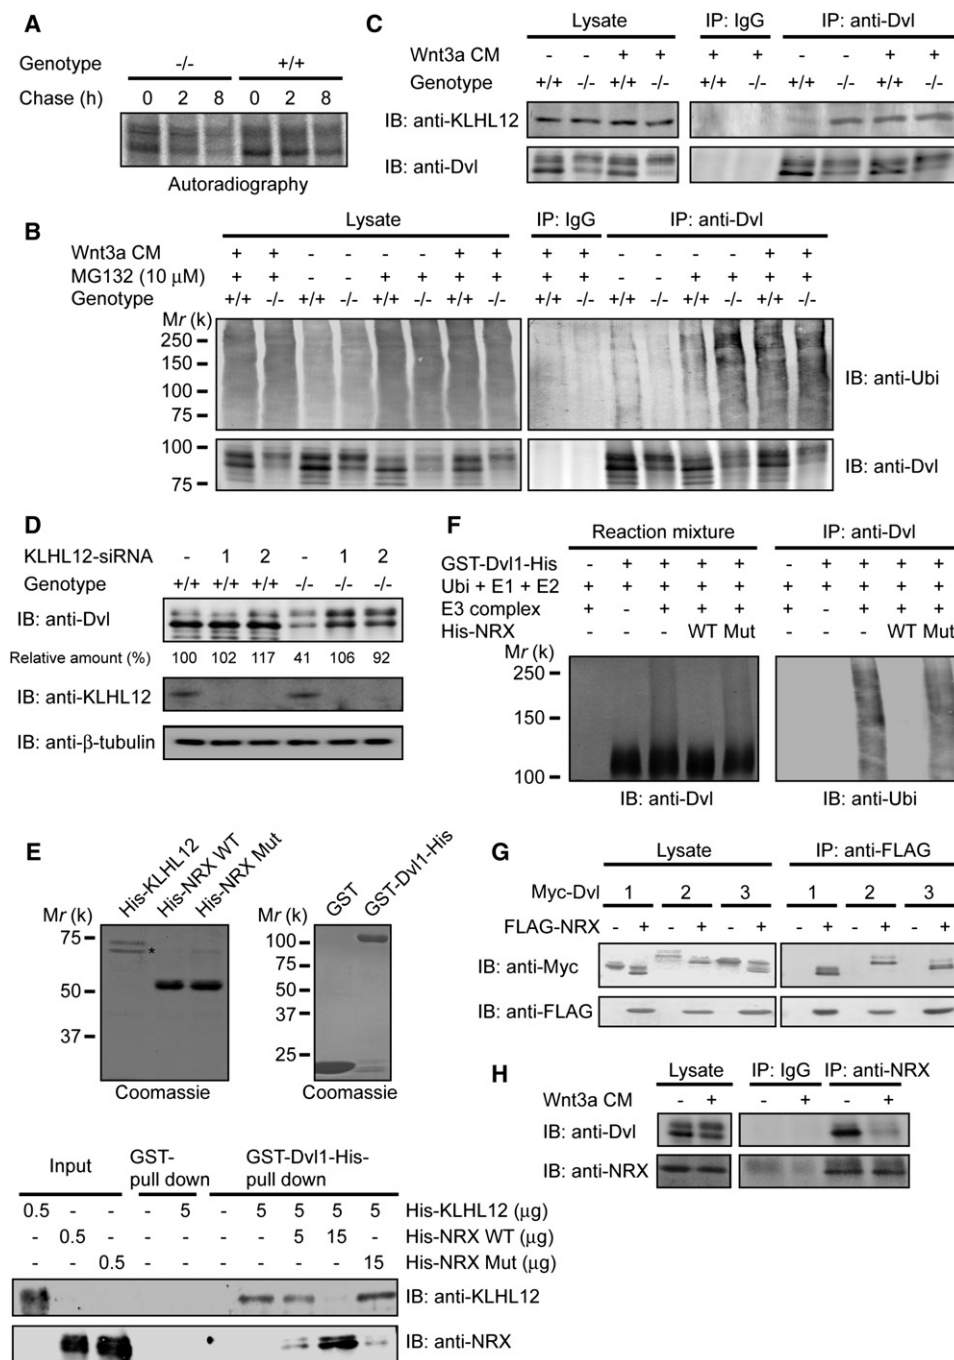 A
Genotype -/- +/+
Chase (h) 0 2 8 0 2 8
Autoradiography
C
Lysate IP: IgG IP: anti-Dvl
Wnt3a CM - - + + + + - - + +
Genotype +/+ -/- +/+ -/- +/+ -/- +/+ -/- +/+ -/-
IB: anti-KLHL12
IB: anti-Dvl
B
Lysate IP: IgG IP: anti-Dvl
Wnt3a CM + + - - - - + + + + - - - - + +
MG132 (10 μM) + + - - + + + + + + - - + + + +
Genotype +/+ -/- +/+ -/- +/+ -/- +/+ -/- +/+ -/- +/+ -/- +/+ -/- +/+ -/-
Mr (k)
250
150
100
75
IB: anti-Ubi
100
75
IB: anti-Dvl
D
KLHL12-siRNA - 1 2 - 1 2
Genotype +/+ +/+ +/+ -/- -/- -/-
IB: anti-Dvl
Relative amount (%) 100 102 117 41 106 92
IB: anti-KLHL12
IB: anti-β-tubulin
F
Reaction mixture IP: anti-Dvl
GST-Dvl1-His - + + + + - + + + +
Ubi + E1 + E2 + + + + + + + + + +
E3 complex + - + + + + - + + +
His-NRX - - - WT Mut - - - WT Mut
Mr (k)
250
150
100
IB: anti-Dvl IB: anti-Ubi
E
His-KLHL12
His-NRX WT
His-NRX Mut
Mr (k)
75
*
50
37
Coomassie
GST
GST-Dvl1-His
Mr (k)
100
75
50
37
25
Coomassie
Input GST-pull down GST-Dvl1-His-pull down
0.5 - - - 5 - 5 5 5 5 His-KLHL12 (μg)
- 0.5 - - - - - 5 15 - His-NRX WT (μg)
- - 0.5 - - - - - - 15 His-NRX Mut (μg)
IB: anti-KLHL12
IB: anti-NRX
G
Lysate IP: anti-FLAG
Myc-Dvl 1 2 3 1 2 3
FLAG-NRX - + - + - + - + - + - +
IB: anti-Myc
IB: anti-FLAG
H
Lysate IP: IgG IP: anti-NRX
Wnt3a CM - + - + - +
IB: anti-Dvl
IB: anti-NRX